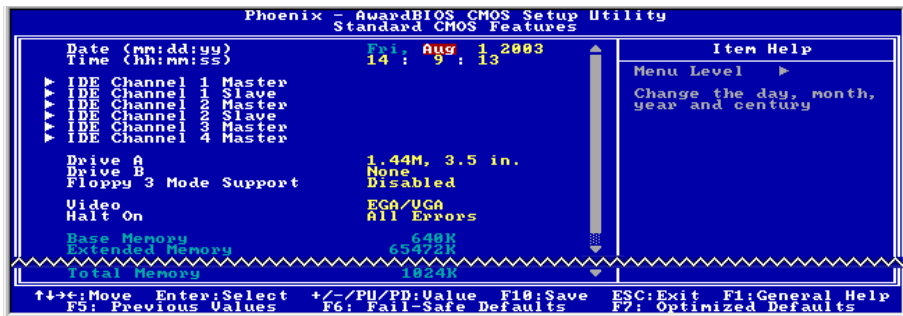 Phoenix - AwardBIOS CMOS Setup Utility
Standard CMOS Features
Date (mm:dd:yy) Fri, Aug 1 2003
Time (hh:mm:ss) 14 : 9 : 13
IDE Channel 1 Master
IDE Channel 1 Slave
IDE Channel 2 Master
IDE Channel 2 Slave
IDE Channel 3 Master
IDE Channel 4 Master
Drive A 1.44M, 3.5 in.
Drive B None
Floppy 3 Mode Support Disabled
Video EGA/VGA
Halt On All Errors
Base Memory 640K
Extended Memory 65472K
Total Memory 1024K
Item Help
Menu Level ▶
Change the day, month,
year and century
↑↓→←:Move Enter:Select +/-/PU/PD:Value F10:Save ESC:Exit F1:General Help
F5: Previous Values F6: Fail-Safe Defaults F7: Optimized Defaults